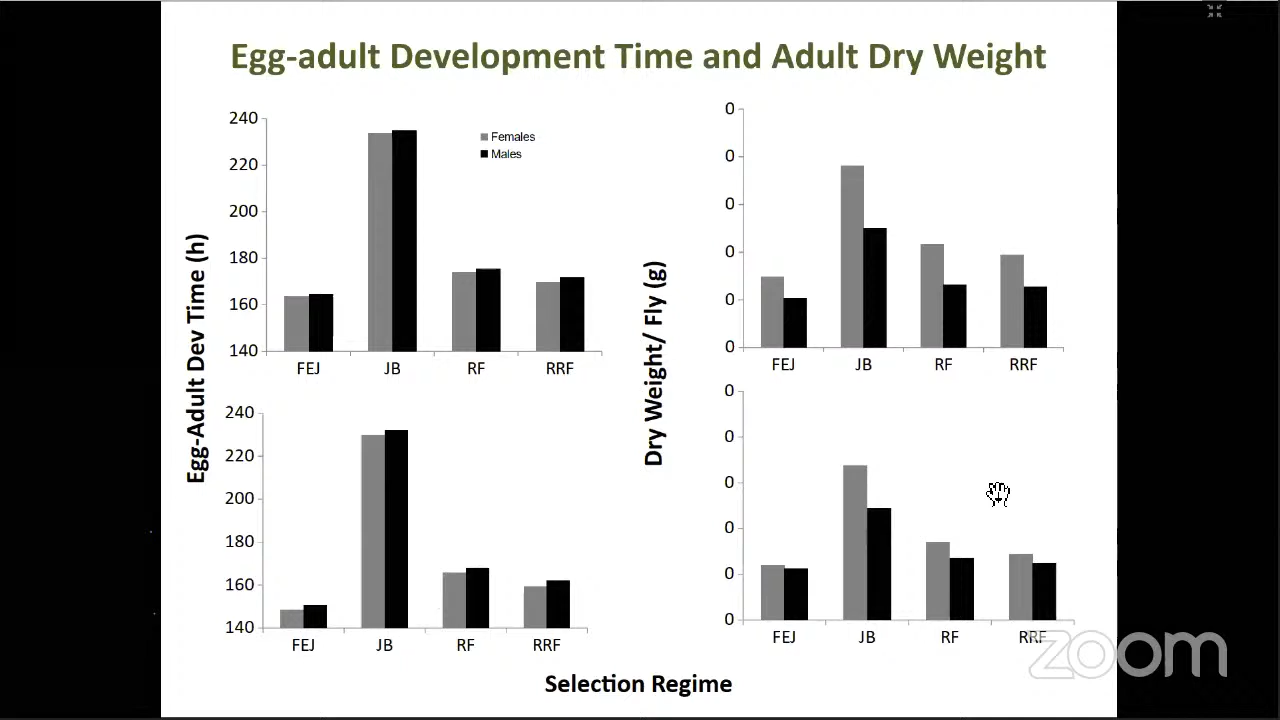 Egg-adult Development Time and Adult Dry Weight
Egg-Adult Dev Time (h)
240
220
200
180
160
140
FEJ JB RF RRF
Females
Males
240
220
200
180
160
140
FEJ JB RF RRF
Dry Weight/ Fly (g)
0
0
0
0
0
0
FEJ JB RF RRF
0
0
0
0
0
0
FEJ JB RF RRF
Selection Regime
zoom